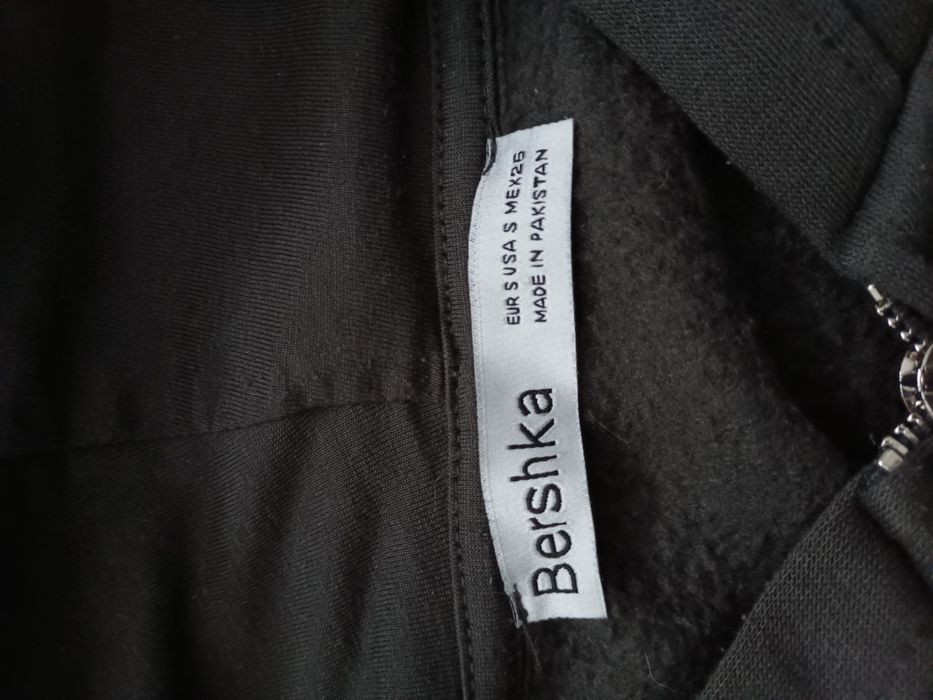 Bershka
EUR S USA S MEX26
MADE IN PAKISTAN